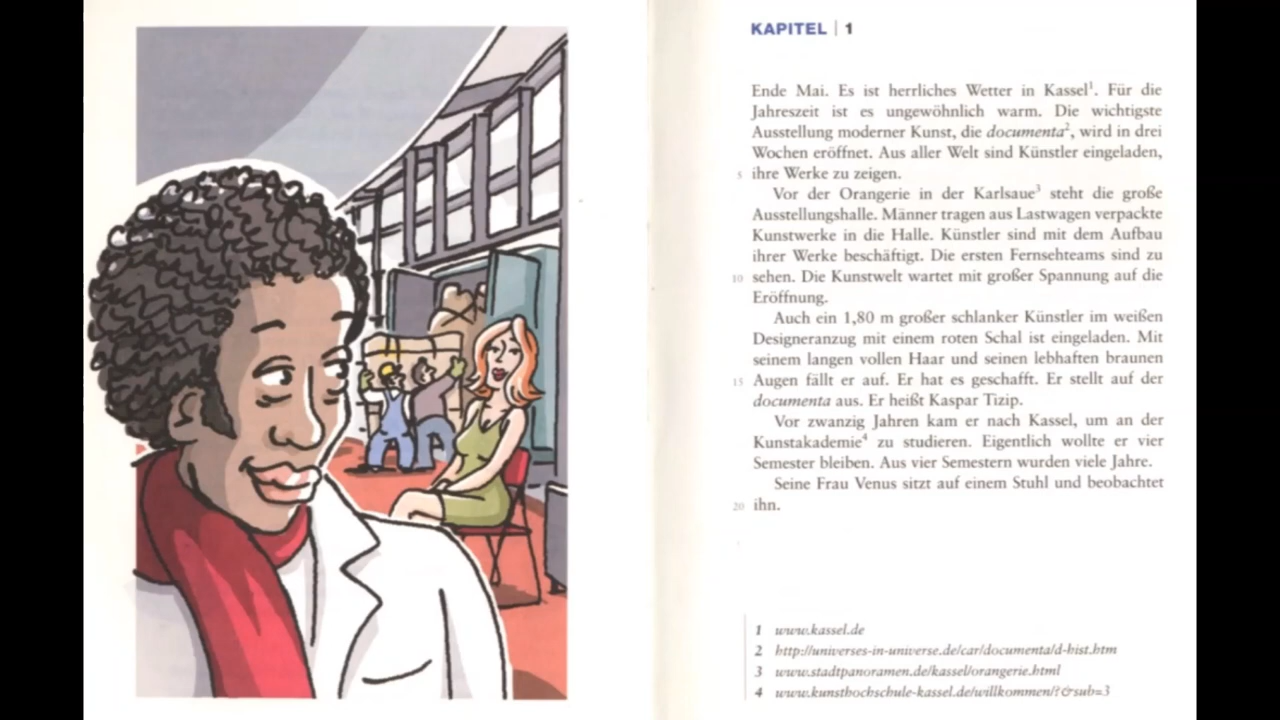 KAPITEL | 1
Ende Mai. Es ist herrliches Wetter in Kassel¹. Für die
Jahreszeit ist es ungewöhnlich warm. Die wichtigste
Ausstellung moderner Kunst, die documenta², wird in drei
Wochen eröffnet. Aus aller Welt sind Künstler eingeladen,
5 ihre Werke zu zeigen.
Vor der Orangerie in der Karlsaue³ steht die große
Ausstellungshalle. Männer tragen aus Lastwagen verpackte
Kunstwerke in die Halle. Künstler sind mit dem Aufbau
ihrer Werke beschäftigt. Die ersten Fernsehteams sind zu
10 sehen. Die Kunstwelt wartet mit großer Spannung auf die
Eröffnung.
Auch ein 1,80 m großer schlanker Künstler im weißen
Designeranzug mit einem roten Schal ist eingeladen. Mit
seinem langen vollen Haar und seinen lebhaften braunen
15 Augen fällt er auf. Er hat es geschafft. Er stellt auf der
documenta aus. Er heißt Kaspar Tizip.
Vor zwanzig Jahren kam er nach Kassel, um an der
Kunstakademie⁴ zu studieren. Eigentlich wollte er vier
Semester bleiben. Aus vier Semestern wurden viele Jahre.
Seine Frau Venus sitzt auf einem Stuhl und beobachtet
20 ihn.
1 www.kassel.de
2 http://universes-in-universe.de/car/documenta/d-hist.htm
3 www.stadtpanoramen.de/kassel/orangerie.html
4 www.kunsthochschule-kassel.de/willkommen/?&sub=3